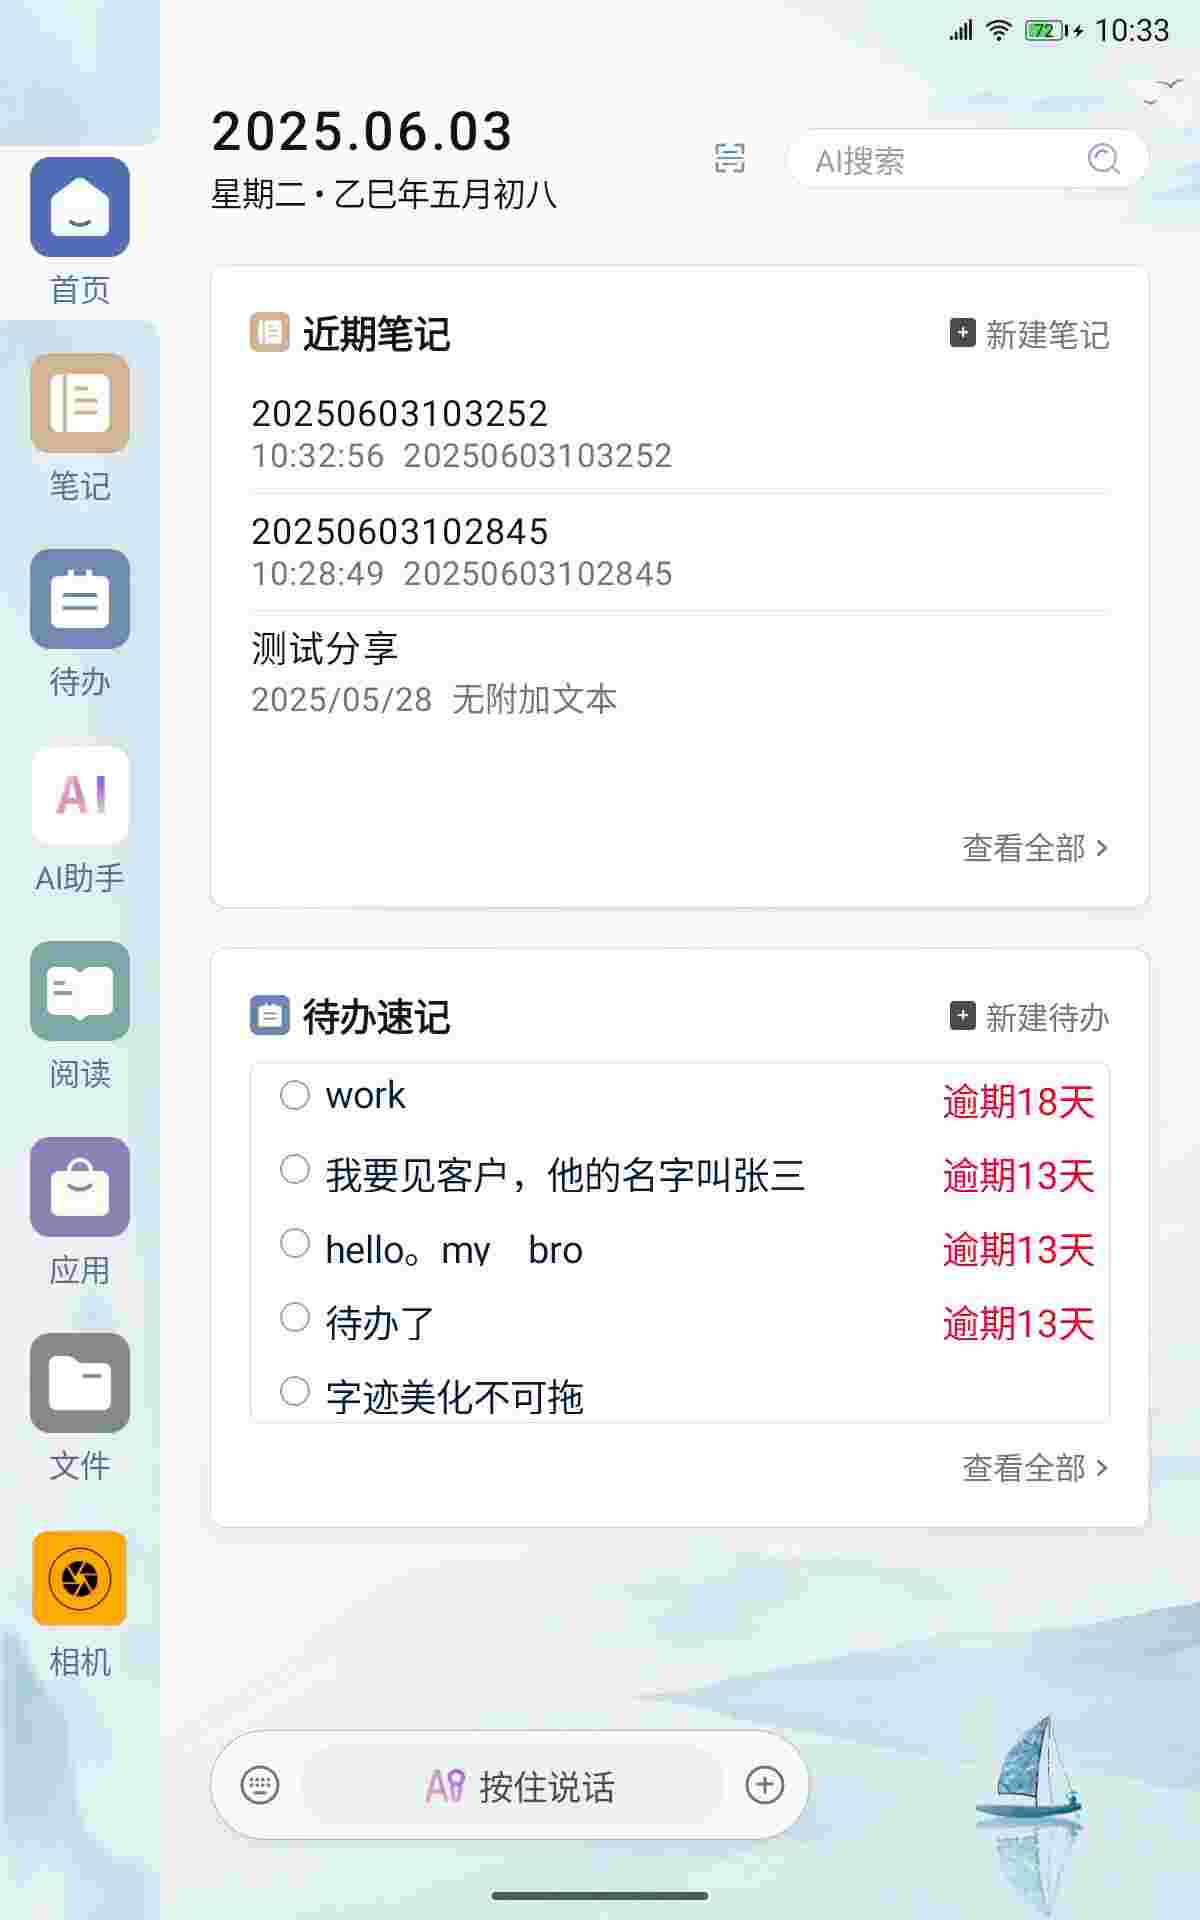 72 10:33
2025.06.03
星期二·乙巳年五月初八
AI搜索
首页
笔记
待办
AI
AI助手
阅读
应用
文件
相机
近期笔记
新建笔记
20250603103252
10:32:56 20250603103252
20250603102845
10:28:49 20250603102845
测试分享
2025/05/28 无附加文本
查看全部
待办速记
新建待办
work 逾期18天
我要见客户，他的名字叫张三 逾期13天
hello。my bro 逾期13天
待办了 逾期13天
字迹美化不可拖
查看全部
AI 按住说话